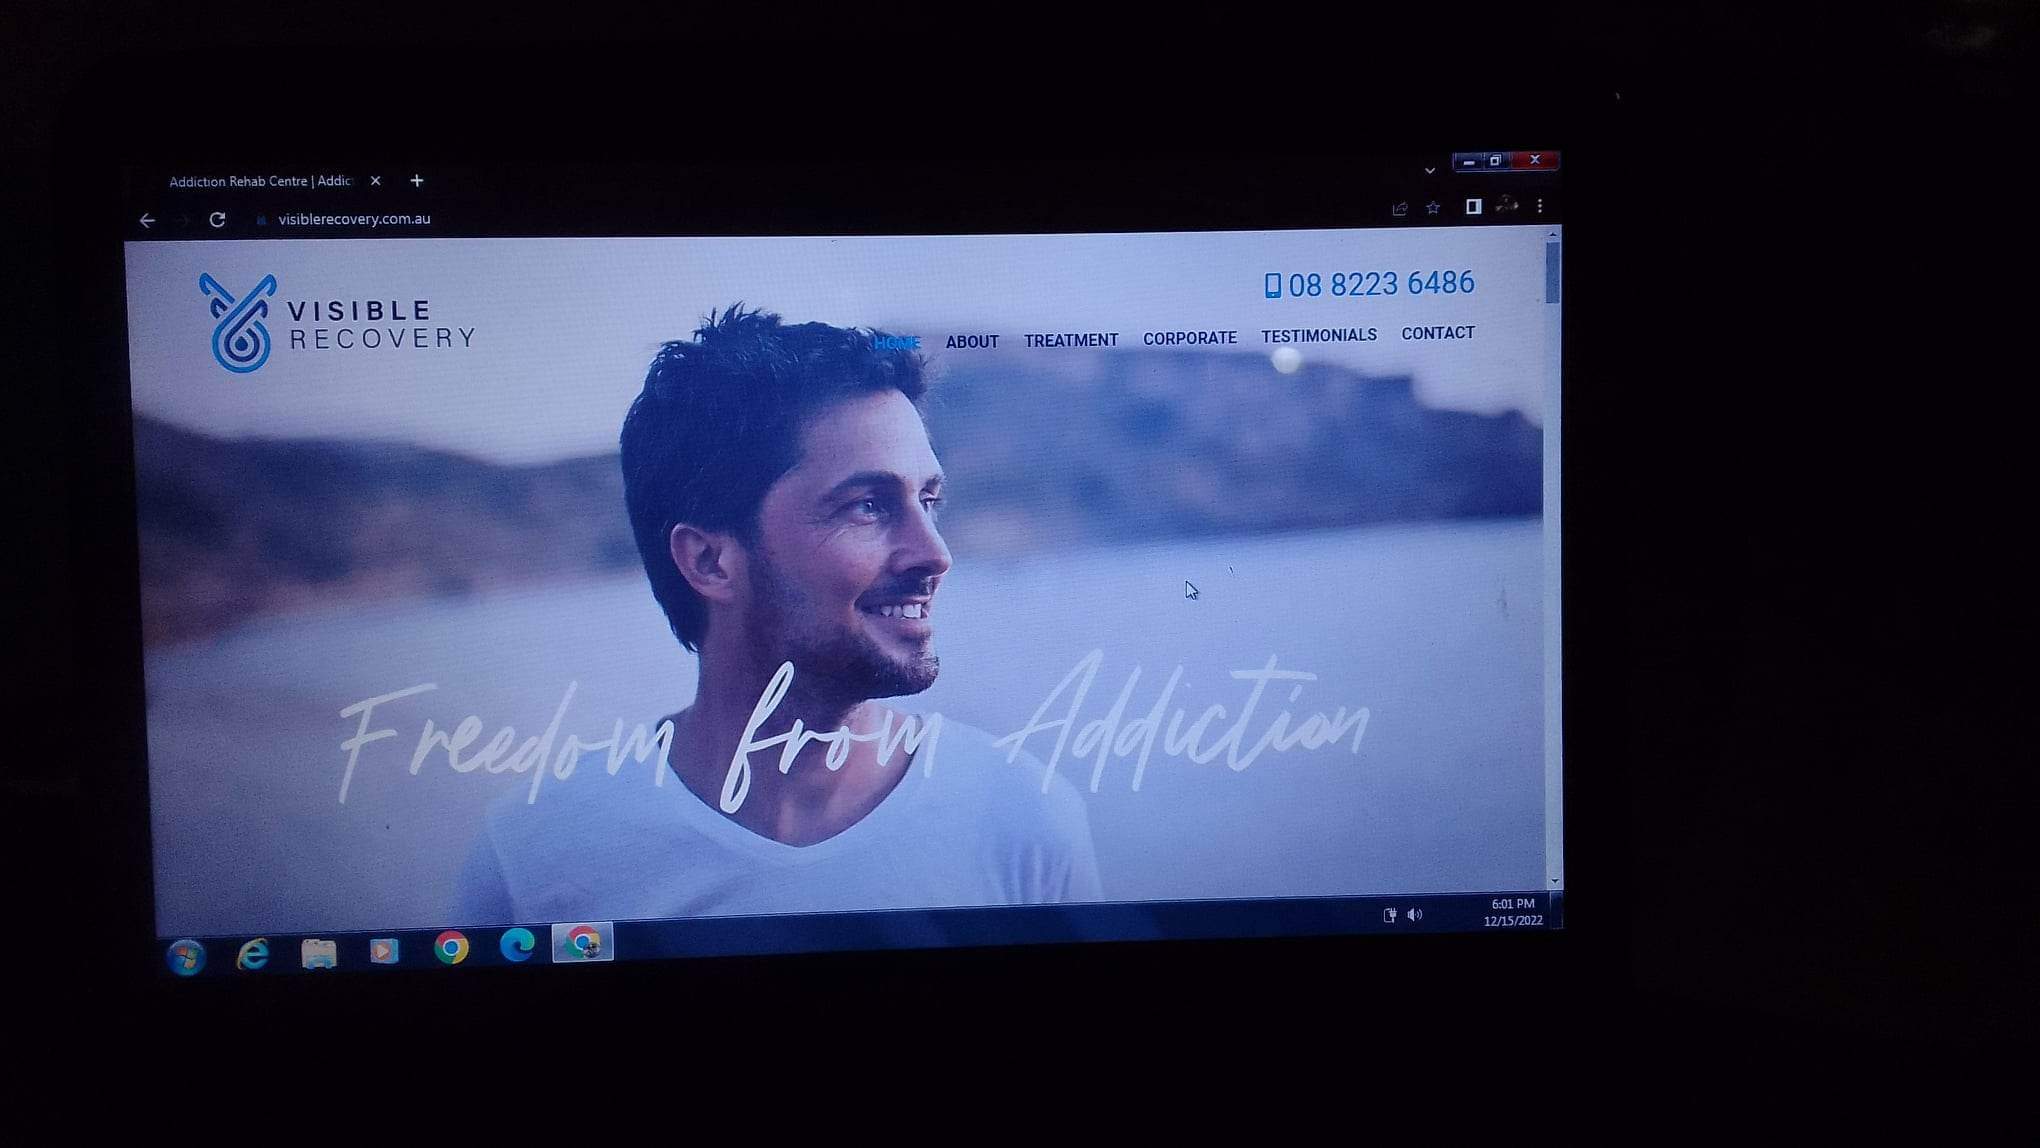 Addiction Rehab Centre | Addic
visiblerecovery.com.au
VISIBLE
RECOVERY
08 8223 6486
HOME ABOUT TREATMENT CORPORATE TESTIMONIALS CONTACT
Freedom from Addiction
6:01 PM
12/15/2022